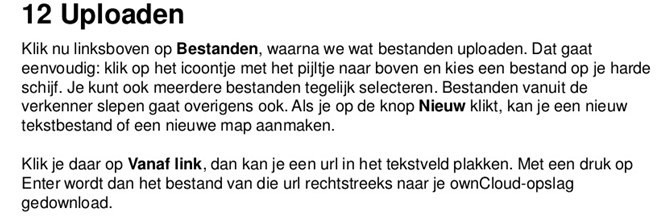 12 Uploaden
Klik nu linksboven op Bestanden, waarna we wat bestanden uploaden. Dat gaat
eenvoudig: klik op het icoontje met het pijltje naar boven en kies een bestand op je harde
schijf. Je kunt ook meerdere bestanden tegelijk selecteren. Bestanden vanuit de
verkenner slepen gaat overigens ook. Als je op de knop Nieuw klikt, kan je een nieuw
tekstbestand of een nieuwe map aanmaken.
Klik je daar op Vanaf link, dan kan je een url in het tekstveld plakken. Met een druk op
Enter wordt dan het bestand van die url rechtstreeks naar je ownCloud-opslag
gedownload.